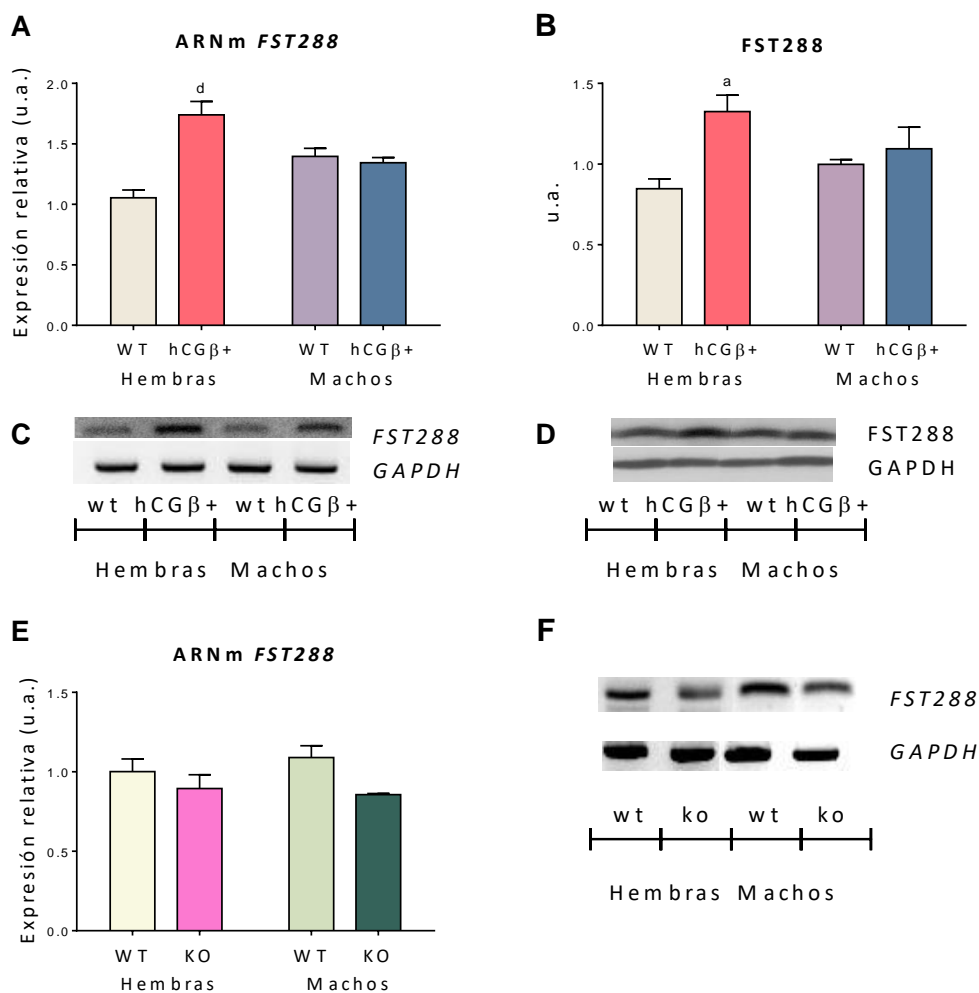 A
ARNm FST288
Expresión relativa (u.a.)
2.0
1.5
1.0
0.5
0.0
d
WT hCGβ+ WT hCGβ+
Hembras Machos
B
FST288
u.a.
1.5
1.0
0.5
0.0
a
WT hCGβ+ WT hCGβ+
Hembras Machos
C
FST288
GAPDH
wt hCGβ+ wt hCGβ+
Hembras Machos
D
FST288
GAPDH
wt hCGβ+ wt hCGβ+
Hembras Machos
E
ARNm FST288
Expresión relativa (u.a.)
1.5
1.0
0.5
0.0
WT KO WT KO
Hembras Machos
F
FST288
GAPDH
wt ko wt ko
Hembras Machos